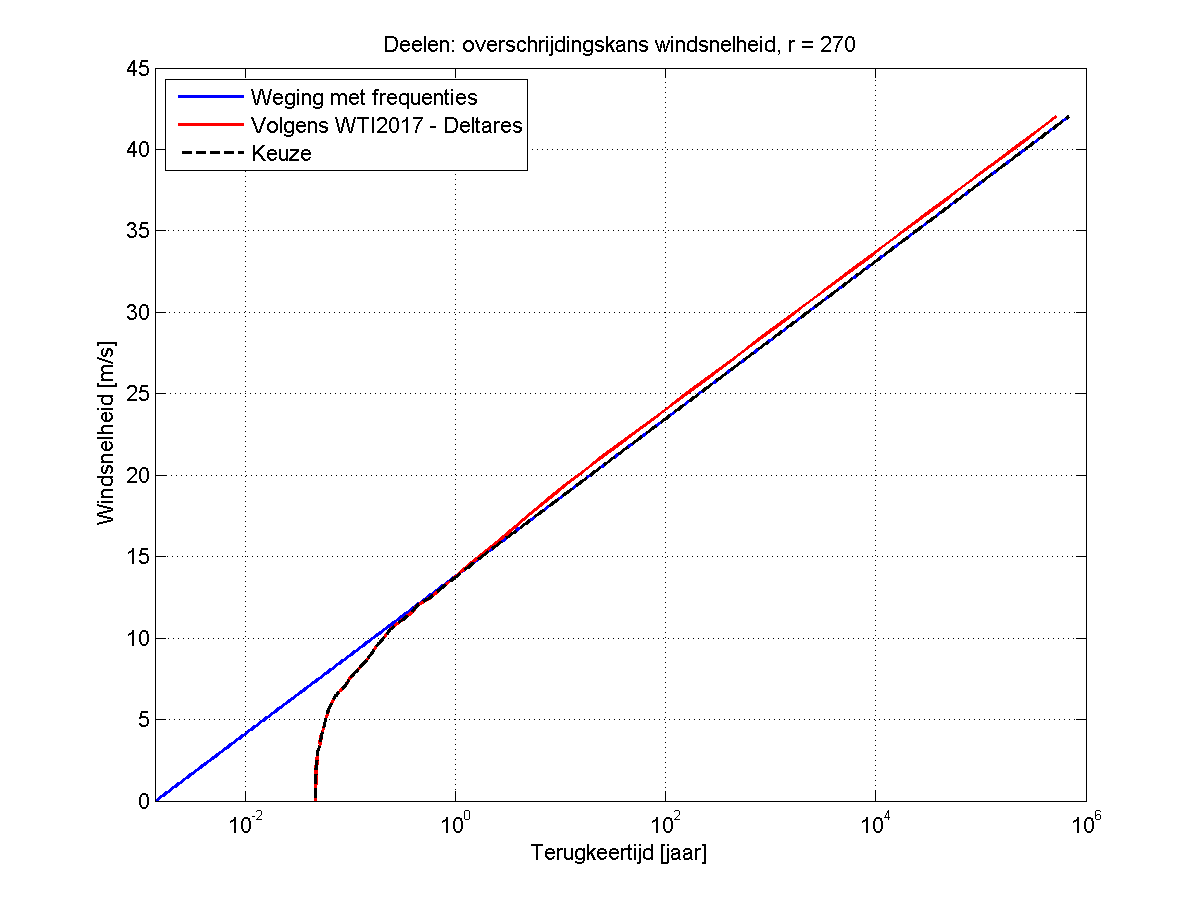 Deelen: overschrijdingskans windsnelheid, r = 270
Weging met frequenties
Volgens WTI2017 - Deltares
Keuze
Windsnelheid [m/s]
45
40
35
30
25
20
15
10
5
0
10^-2
10^0
10^2
10^4
10^6
Terugkeertijd [jaar]